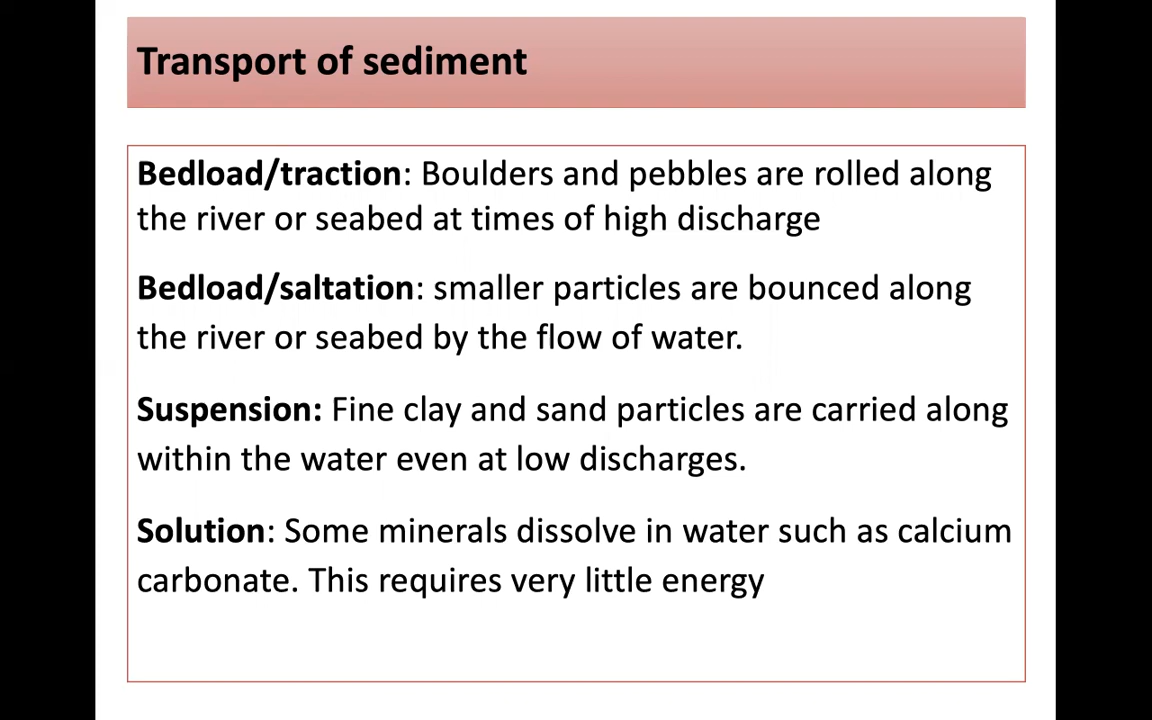 Transport of sediment
Bedload/traction: Boulders and pebbles are rolled along
the river or seabed at times of high discharge
Bedload/saltation: smaller particles are bounced along
the river or seabed by the flow of water.
Suspension: Fine clay and sand particles are carried along
within the water even at low discharges.
Solution: Some minerals dissolve in water such as calcium
carbonate. This requires very little energy